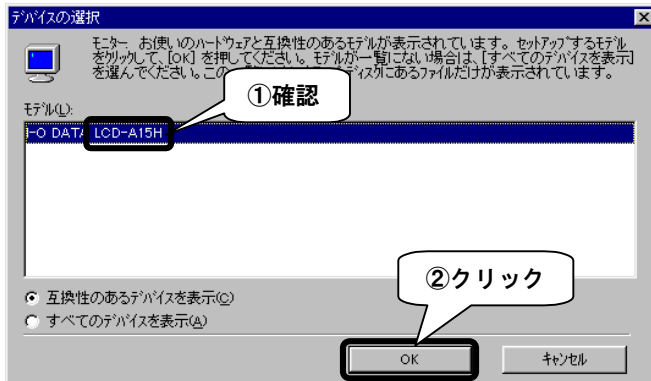 デバイスの選択
モニター お使いのハードウェアと互換性のあるモデルが表示されています。セットアップするモデル
をクリックして、[OK] を押してください。モデルが一覧にない場合は、[すべてのデバイスを表示]
を選んでください。この ディスクにあるファイルだけが表示されています。
①確認
モデル(L):
I-O DATA LCD-A15H
②クリック
互換性のあるデバイスを表示(C)
すべてのデバイスを表示(A)
OK キャンセル